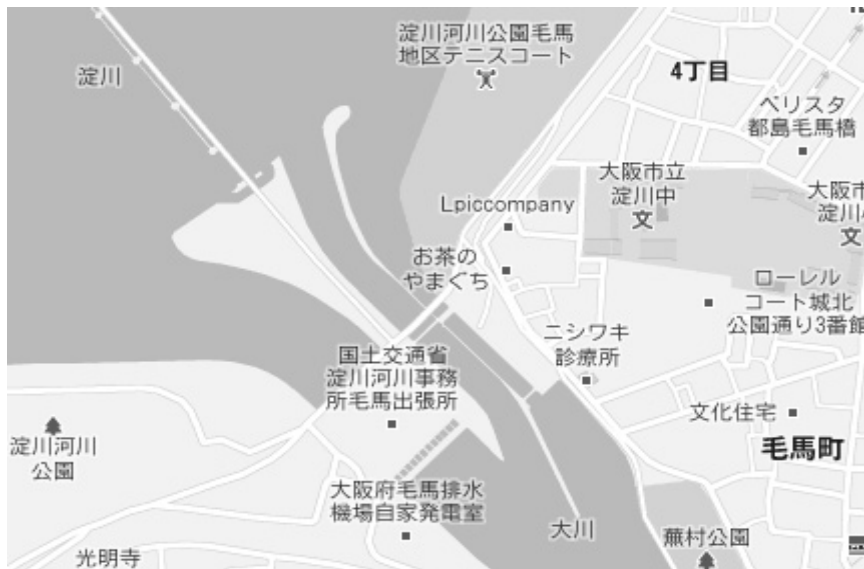 淀川河川公園毛馬
地区テニスコート
淀川
4丁目
ベリスタ
都島毛馬橋
大阪市立
淀川中
文
大阪市
淀川小
文
Lpiccompany
お茶の
やまぐち
ローレル
コート城北
公園通り3番館
ニシワキ
診療所
国土交通省
淀川河川事務
所毛馬出張所
文化住宅
毛馬町
淀川河川
公園
大阪府毛馬排水
機場自家発電室
大川
蕪村公園
光明寺